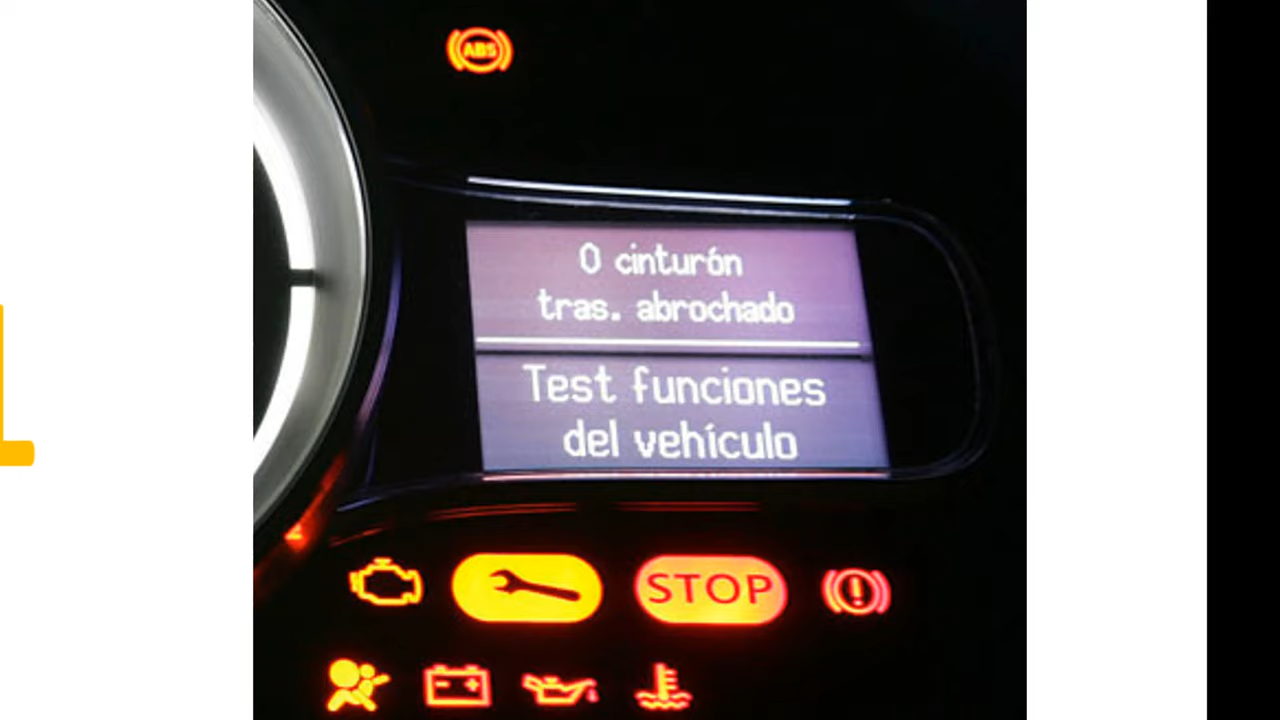 ABS
0 cinturón
tras. abrochado
Test funciones
del vehículo
STOP